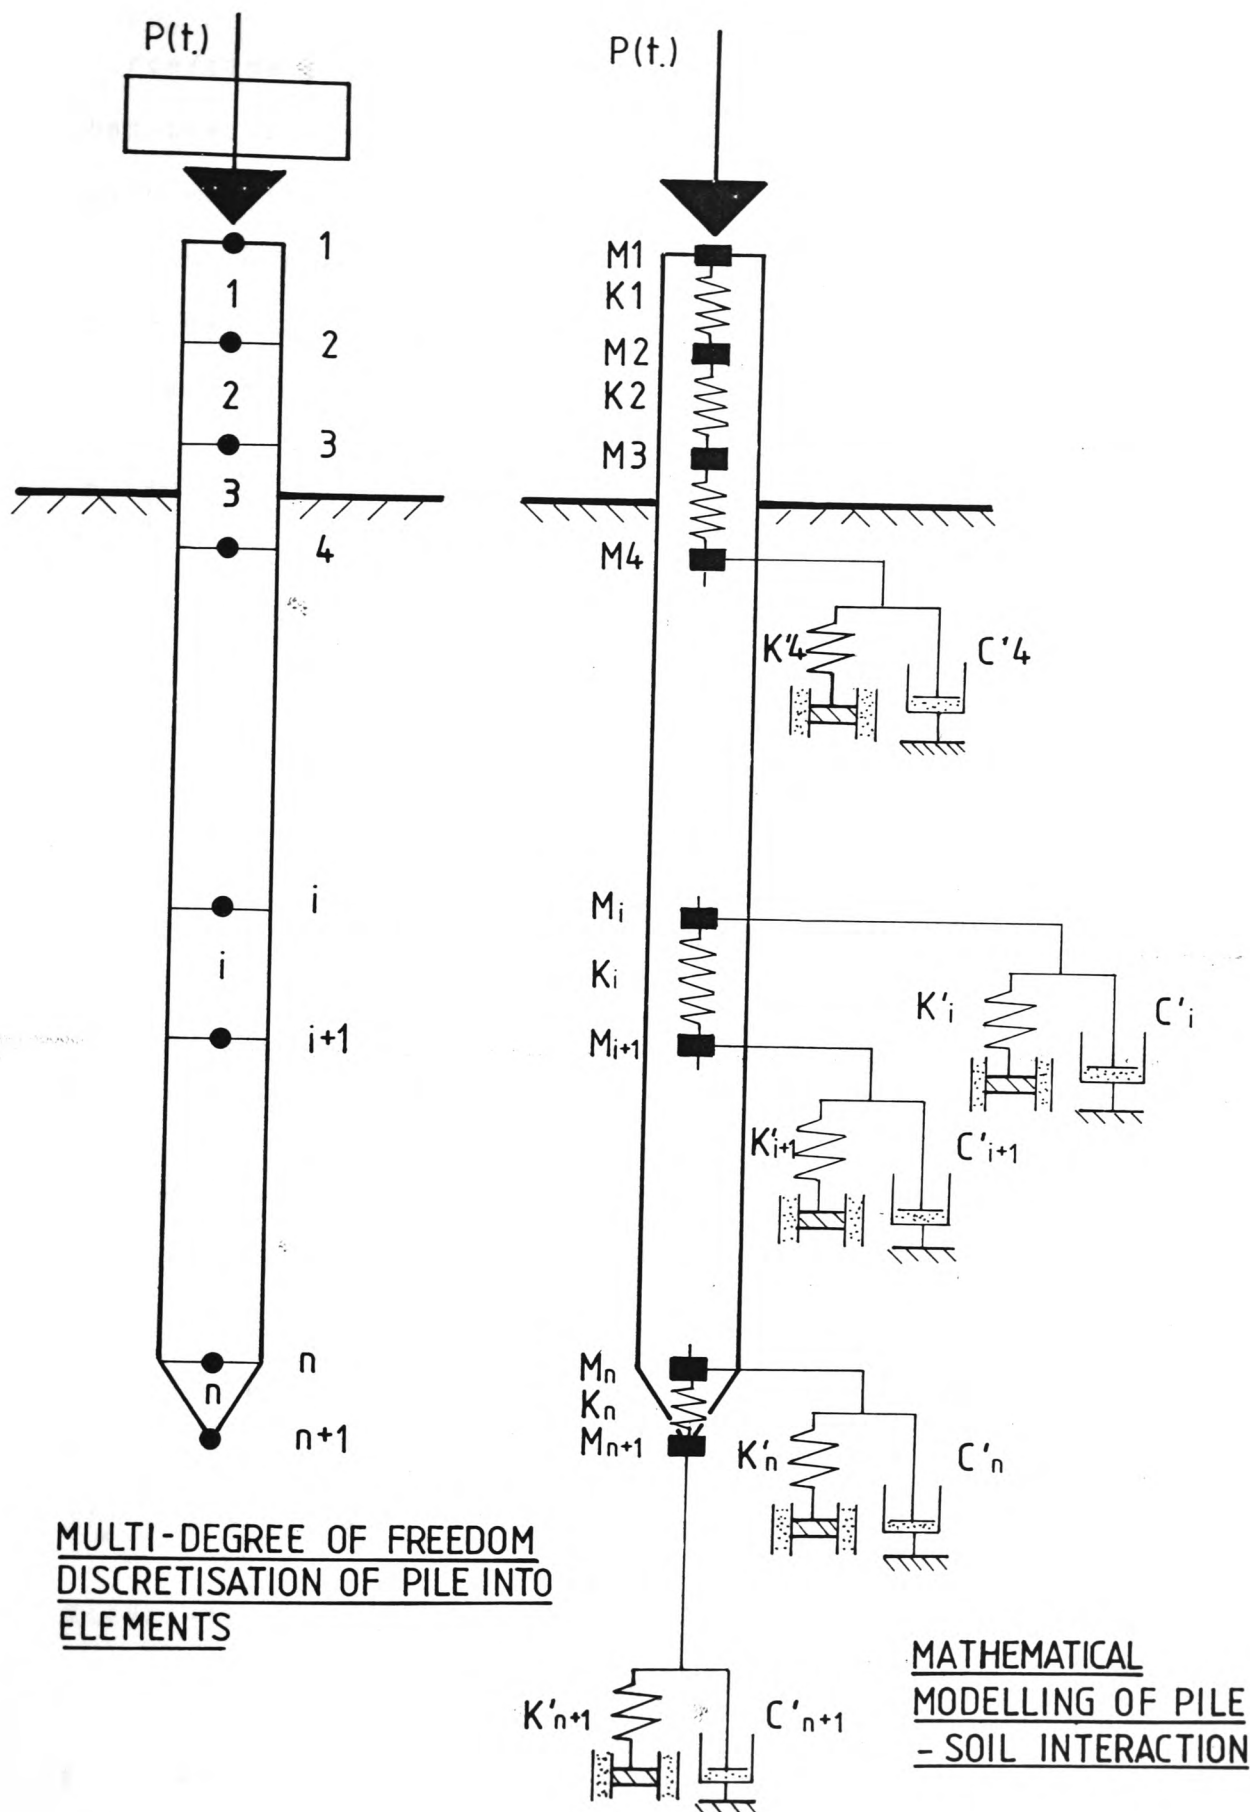 P(t.)
1
1
2
2
3
3
4
i
i
i+1
n
n
n+1
MULTI-DEGREE OF FREEDOM
DISCRETISATION OF PILE INTO
ELEMENTS
P(t.)
M1
K1
M2
K2
M3
M4
K'4
C'4
Mi
Ki
K'i
C'i
Mi+1
K'i+1
C'i+1
Mn
Kn
Mn+1
K'n
C'n
K'n+1
C'n+1
MATHEMATICAL
MODELLING OF PILE
- SOIL INTERACTION